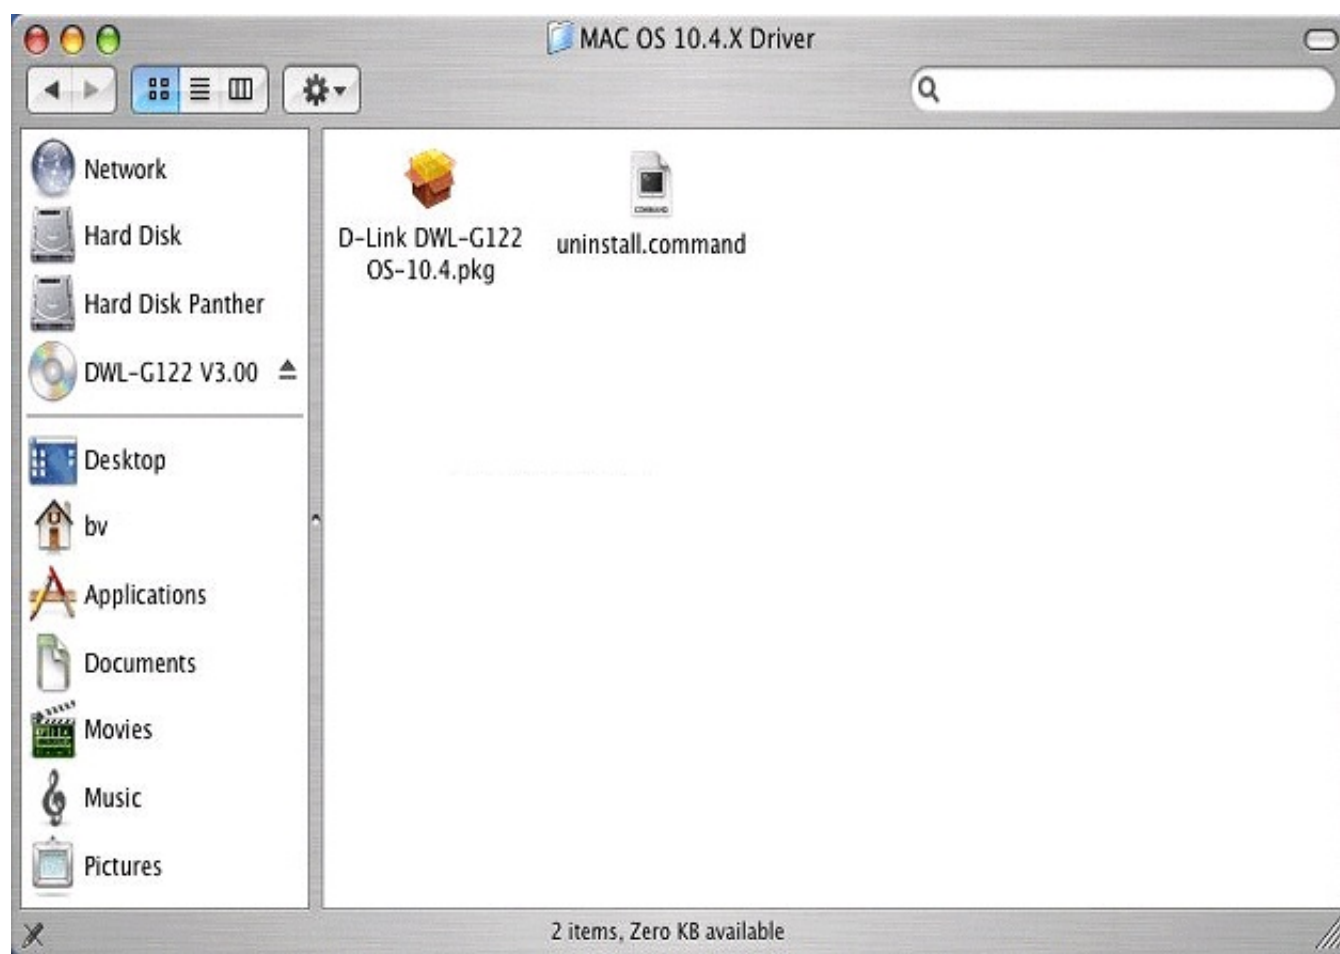 MAC OS 10.4.X Driver
Network
Hard Disk
Hard Disk Panther
DWL-G122 V3.00
Desktop
bv
Applications
Documents
Movies
Music
Pictures
D-Link DWL-G122
OS-10.4.pkg
COMMAND
uninstall.command
2 items, Zero KB available